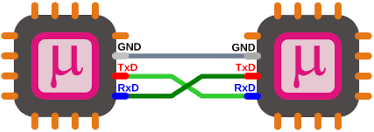 μ GND GND μ
TxD TxD
RxD RxD